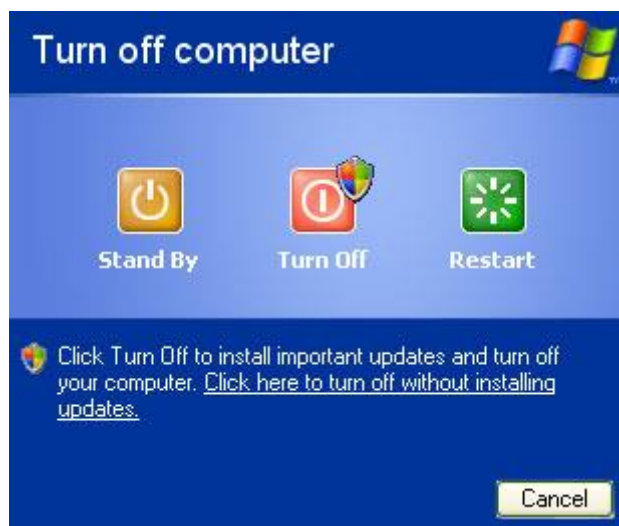 Turn off computer
Stand By
Turn Off
Restart
Click Turn Off to install important updates and turn off
your computer. Click here to turn off without installing
updates.
Cancel